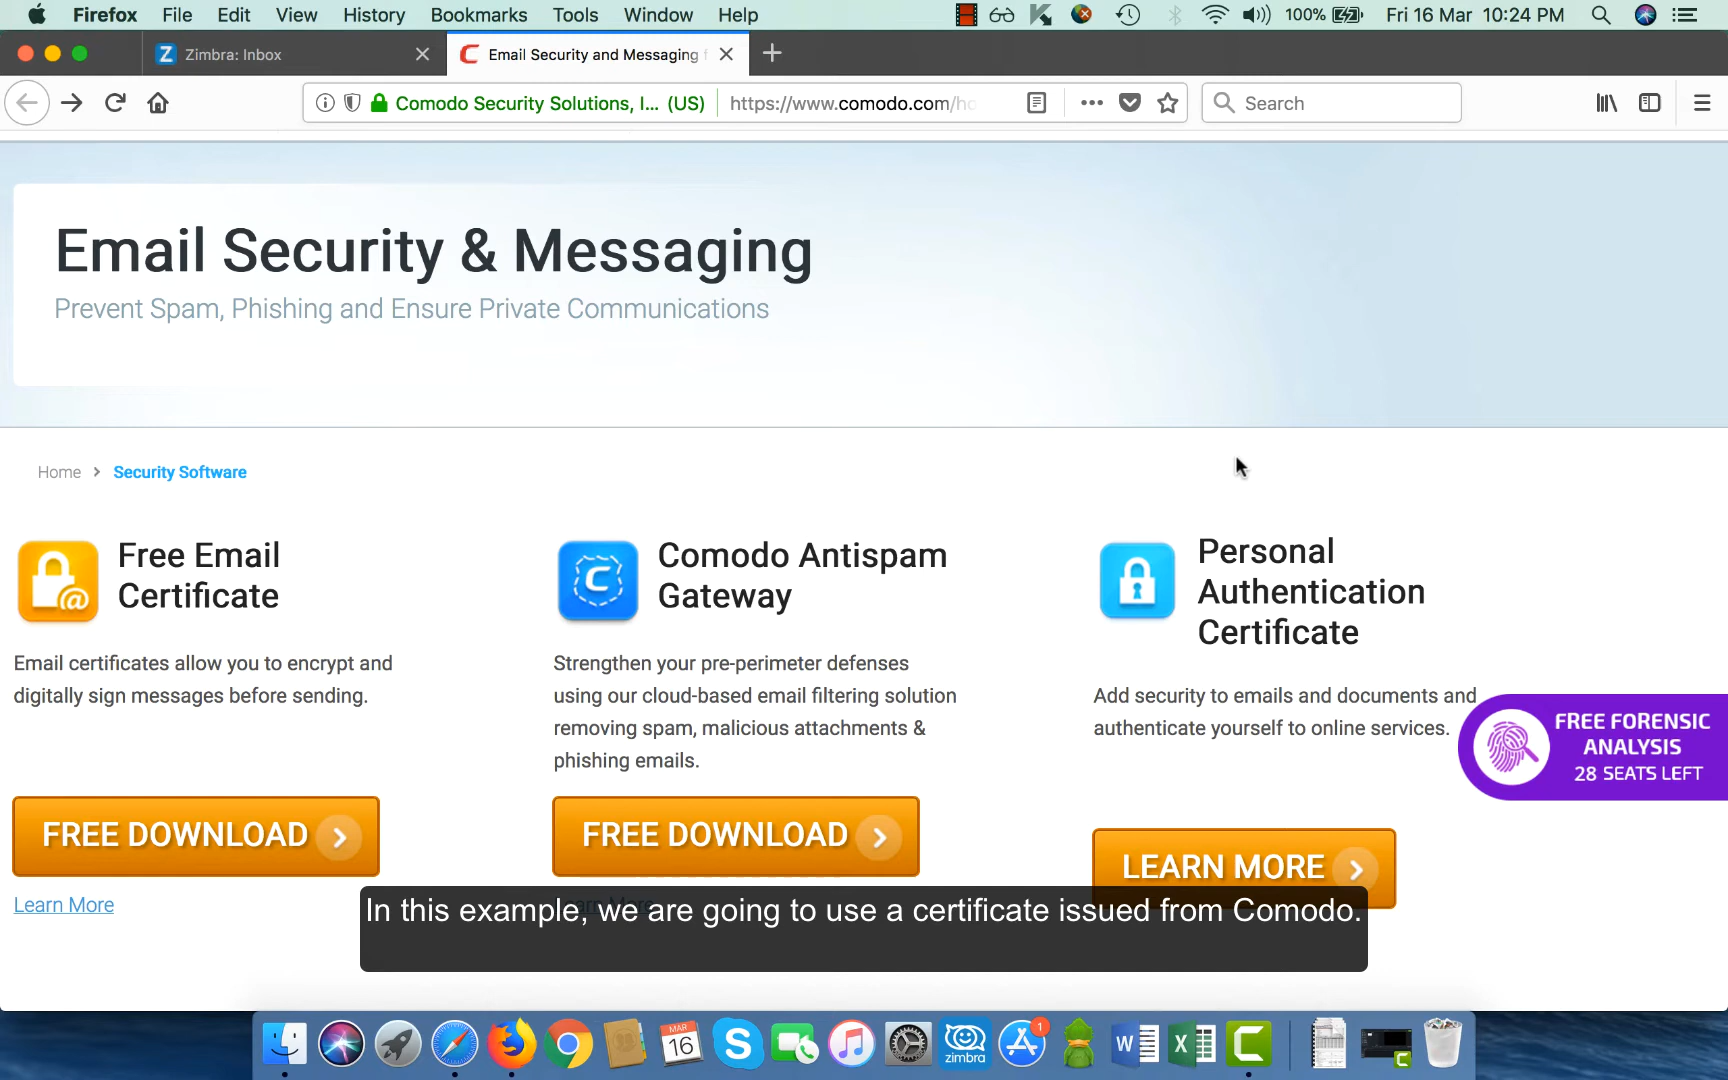 Firefox File Edit View History Bookmarks Tools Window Help 100% Fri 16 Mar 10:24 PM
Z Zimbra: Inbox
C Email Security and Messaging
Comodo Security Solutions, I... (US) https://www.comodo.com/ho
Search
Email Security & Messaging
Prevent Spam, Phishing and Ensure Private Communications
Home > Security Software
Free Email
Certificate
Email certificates allow you to encrypt and
digitally sign messages before sending.
FREE DOWNLOAD
Learn More
C
Comodo Antispam
Gateway
Strengthen your pre-perimeter defenses
using our cloud-based email filtering solution
removing spam, malicious attachments &
phishing emails.
FREE DOWNLOAD
Personal
Authentication
Certificate
Add security to emails and documents and
authenticate yourself to online services.
LEARN MORE
FREE FORENSIC
ANALYSIS
28 SEATS LEFT
In this example, we are going to use a certificate issued from Comodo.
MAR
16
S
zimbra
1
W
X
C